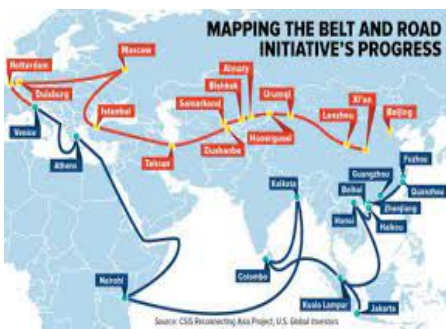 MAPPING THE BELT AND ROAD
INITIATIVE'S PROGRESS
Moscow
Rotterdam
Duisburg
Almaty
Bishkek
Urumqi
Xi'an
Samarkand
Lanzhou
Beijing
Istanbul
Venice
Dushanbe
Horerguosi
Fuzhou
Athens
Tehran
Guangzhou
Kolkata
Beihai
Quanzhou
Zhanjiang
Hanoi
Haikou
Nairobi
Colombo
Kuala Lampur
Jakarta
Source: CSIS Reconnecting Asia Project, U.S. Global Investors